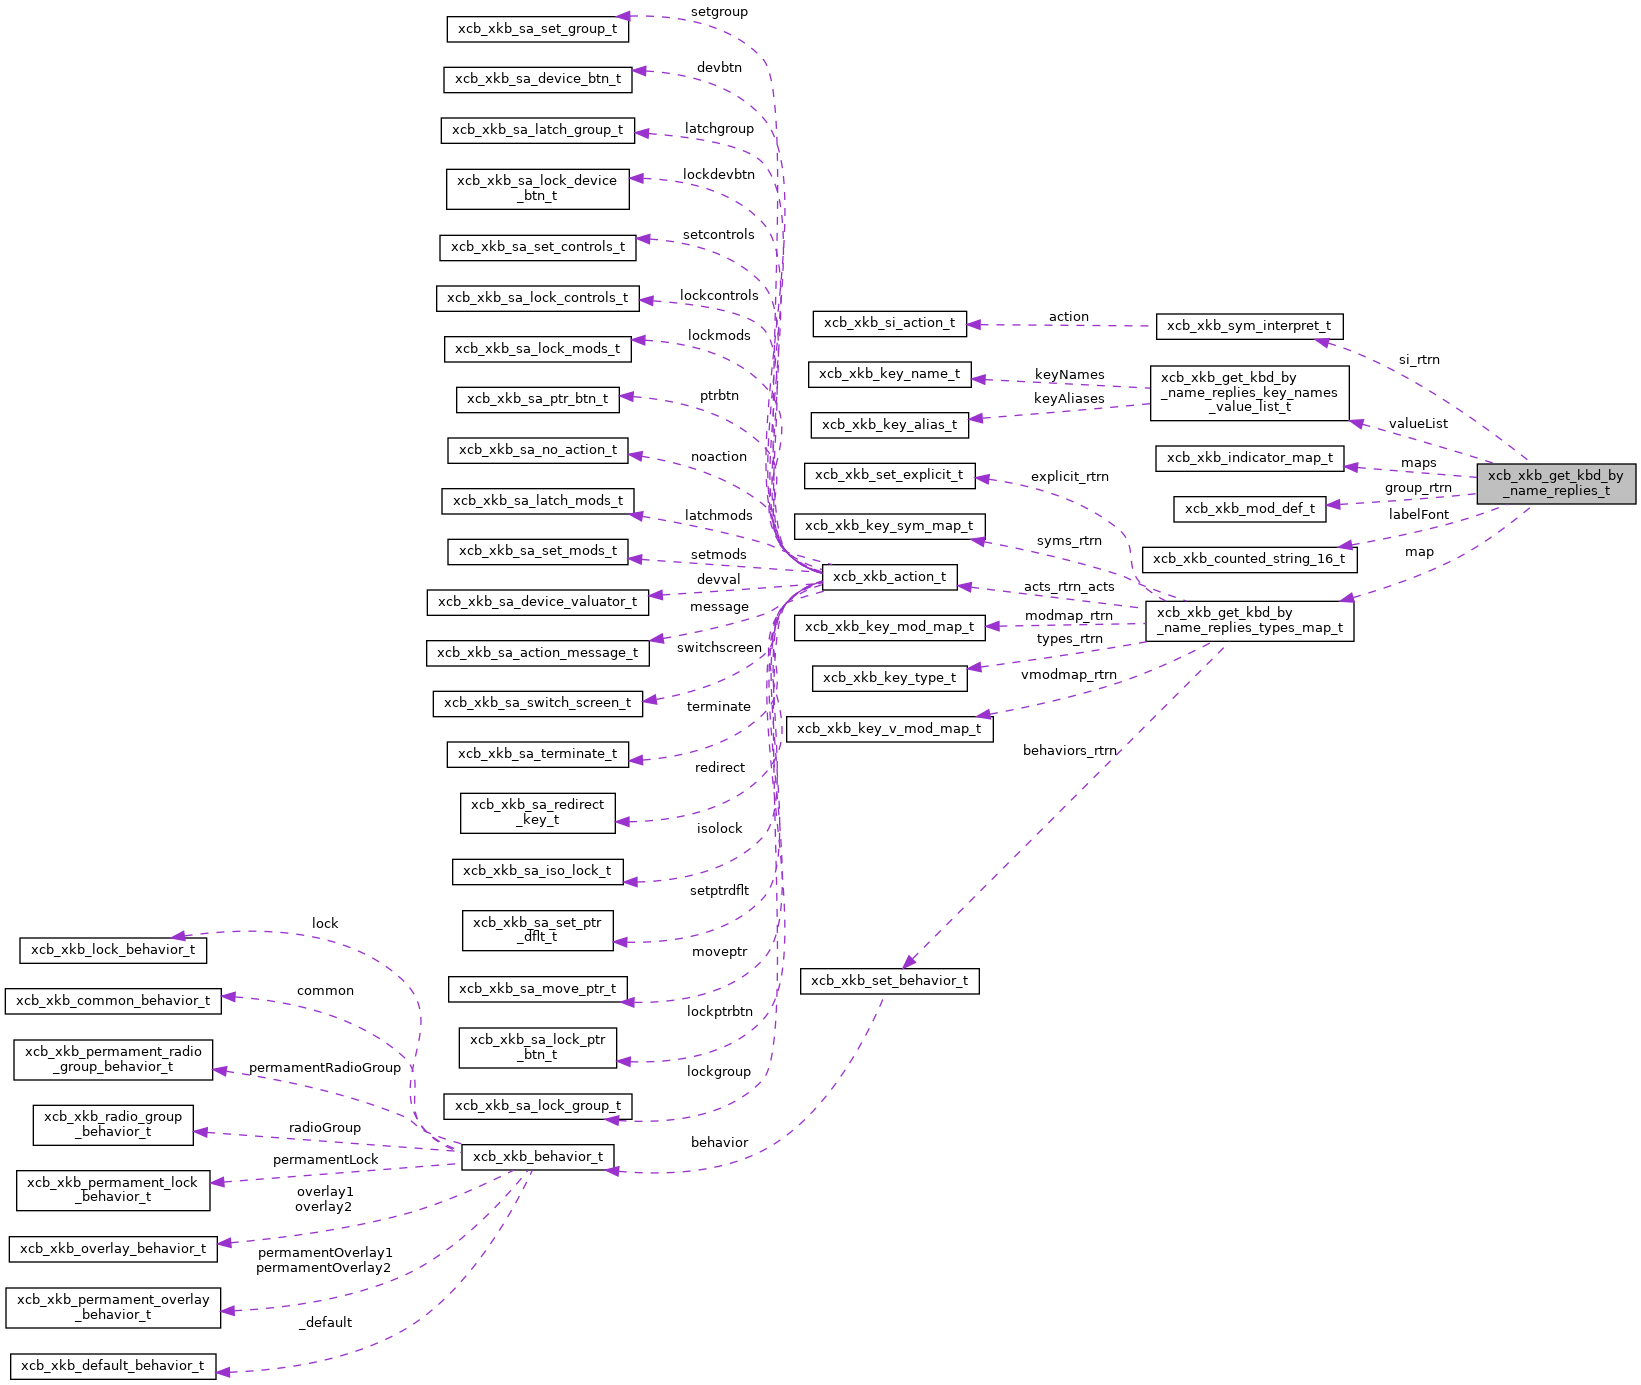 setgroup
xcb_xkb_sa_set_group_t
devbtn
xcb_xkb_sa_device_btn_t
latchgroup
xcb_xkb_sa_latch_group_t
lockdevbtn
xcb_xkb_sa_lock_device
_btn_t
setcontrols
xcb_xkb_sa_set_controls_t
lockcontrols
xcb_xkb_sa_lock_controls_t
lockmods
xcb_xkb_sa_lock_mods_t
ptrbtn
xcb_xkb_sa_ptr_btn_t
noaction
xcb_xkb_sa_no_action_t
latchmods
xcb_xkb_sa_latch_mods_t
setmods
xcb_xkb_sa_set_mods_t
devval
xcb_xkb_sa_device_valuator_t
message
xcb_xkb_sa_action_message_t
switchscreen
xcb_xkb_sa_switch_screen_t
terminate
xcb_xkb_sa_terminate_t
redirect
xcb_xkb_sa_redirect
_key_t
isolock
xcb_xkb_sa_iso_lock_t
setptrdflt
xcb_xkb_sa_set_ptr
_dflt_t
moveptr
xcb_xkb_sa_move_ptr_t
lockptrbtn
xcb_xkb_sa_lock_ptr
_btn_t
lockgroup
xcb_xkb_sa_lock_group_t
behavior
xcb_xkb_behavior_t
lock
xcb_xkb_lock_behavior_t
common
xcb_xkb_common_behavior_t
permamentRadioGroup
xcb_xkb_permament_radio
_group_behavior_t
radioGroup
xcb_xkb_radio_group
_behavior_t
permamentLock
xcb_xkb_permament_lock
_behavior_t
overlay1
overlay2
xcb_xkb_overlay_behavior_t
permamentOverlay1
permamentOverlay2
xcb_xkb_permament_overlay
_behavior_t
_default
xcb_xkb_default_behavior_t
xcb_xkb_si_action_t
action
xcb_xkb_sym_interpret_t
si_rtrn
xcb_xkb_key_name_t
keyNames
xcb_xkb_get_kbd_by
_name_replies_key_names
_value_list_t
keyAliases
xcb_xkb_key_alias_t
valueList
xcb_xkb_indicator_map_t
maps
xcb_xkb_get_kbd_by
_name_replies_t
xcb_xkb_set_explicit_t
explicit_rtrn
group_rtrn
xcb_xkb_mod_def_t
labelFont
xcb_xkb_key_sym_map_t
syms_rtrn
xcb_xkb_counted_string_16_t
map
xcb_xkb_action_t
acts_rtrn_acts
xcb_xkb_get_kbd_by
_name_replies_types_map_t
xcb_xkb_key_mod_map_t
modmap_rtrn
types_rtrn
xcb_xkb_key_type_t
vmodmap_rtrn
xcb_xkb_key_v_mod_map_t
behaviors_rtrn
xcb_xkb_set_behavior_t